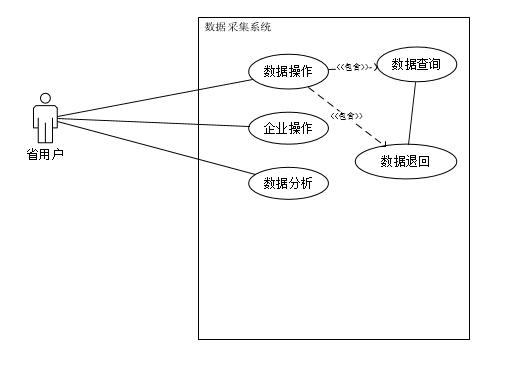 数据采集系统
数据操作
<<包含>>
数据查询
<<包含>>
企业操作
省用户
数据退回
数据分析